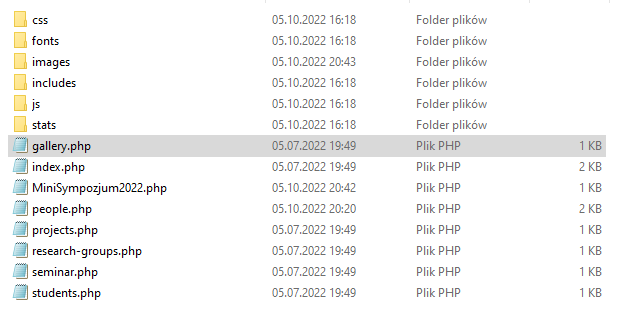 css 05.10.2022 16:18 Folder plików
fonts 05.10.2022 16:18 Folder plików
images 05.10.2022 20:43 Folder plików
includes 05.10.2022 16:18 Folder plików
js 05.10.2022 16:18 Folder plików
stats 05.10.2022 16:18 Folder plików
gallery.php 05.07.2022 19:49 Plik PHP 1 KB
index.php 05.07.2022 19:49 Plik PHP 2 KB
MiniSympozjum2022.php 05.10.2022 20:42 Plik PHP 1 KB
people.php 05.10.2022 20:20 Plik PHP 2 KB
projects.php 05.07.2022 19:49 Plik PHP 1 KB
research-groups.php 05.07.2022 19:49 Plik PHP 1 KB
seminar.php 05.07.2022 19:49 Plik PHP 1 KB
students.php 05.07.2022 19:49 Plik PHP 1 KB